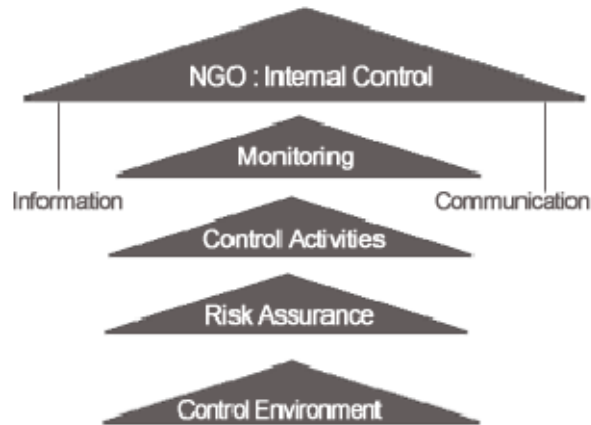 NGO : Internal Control
Monitoring
Information
Communication
Control Activities
Risk Assurance
Control Environment